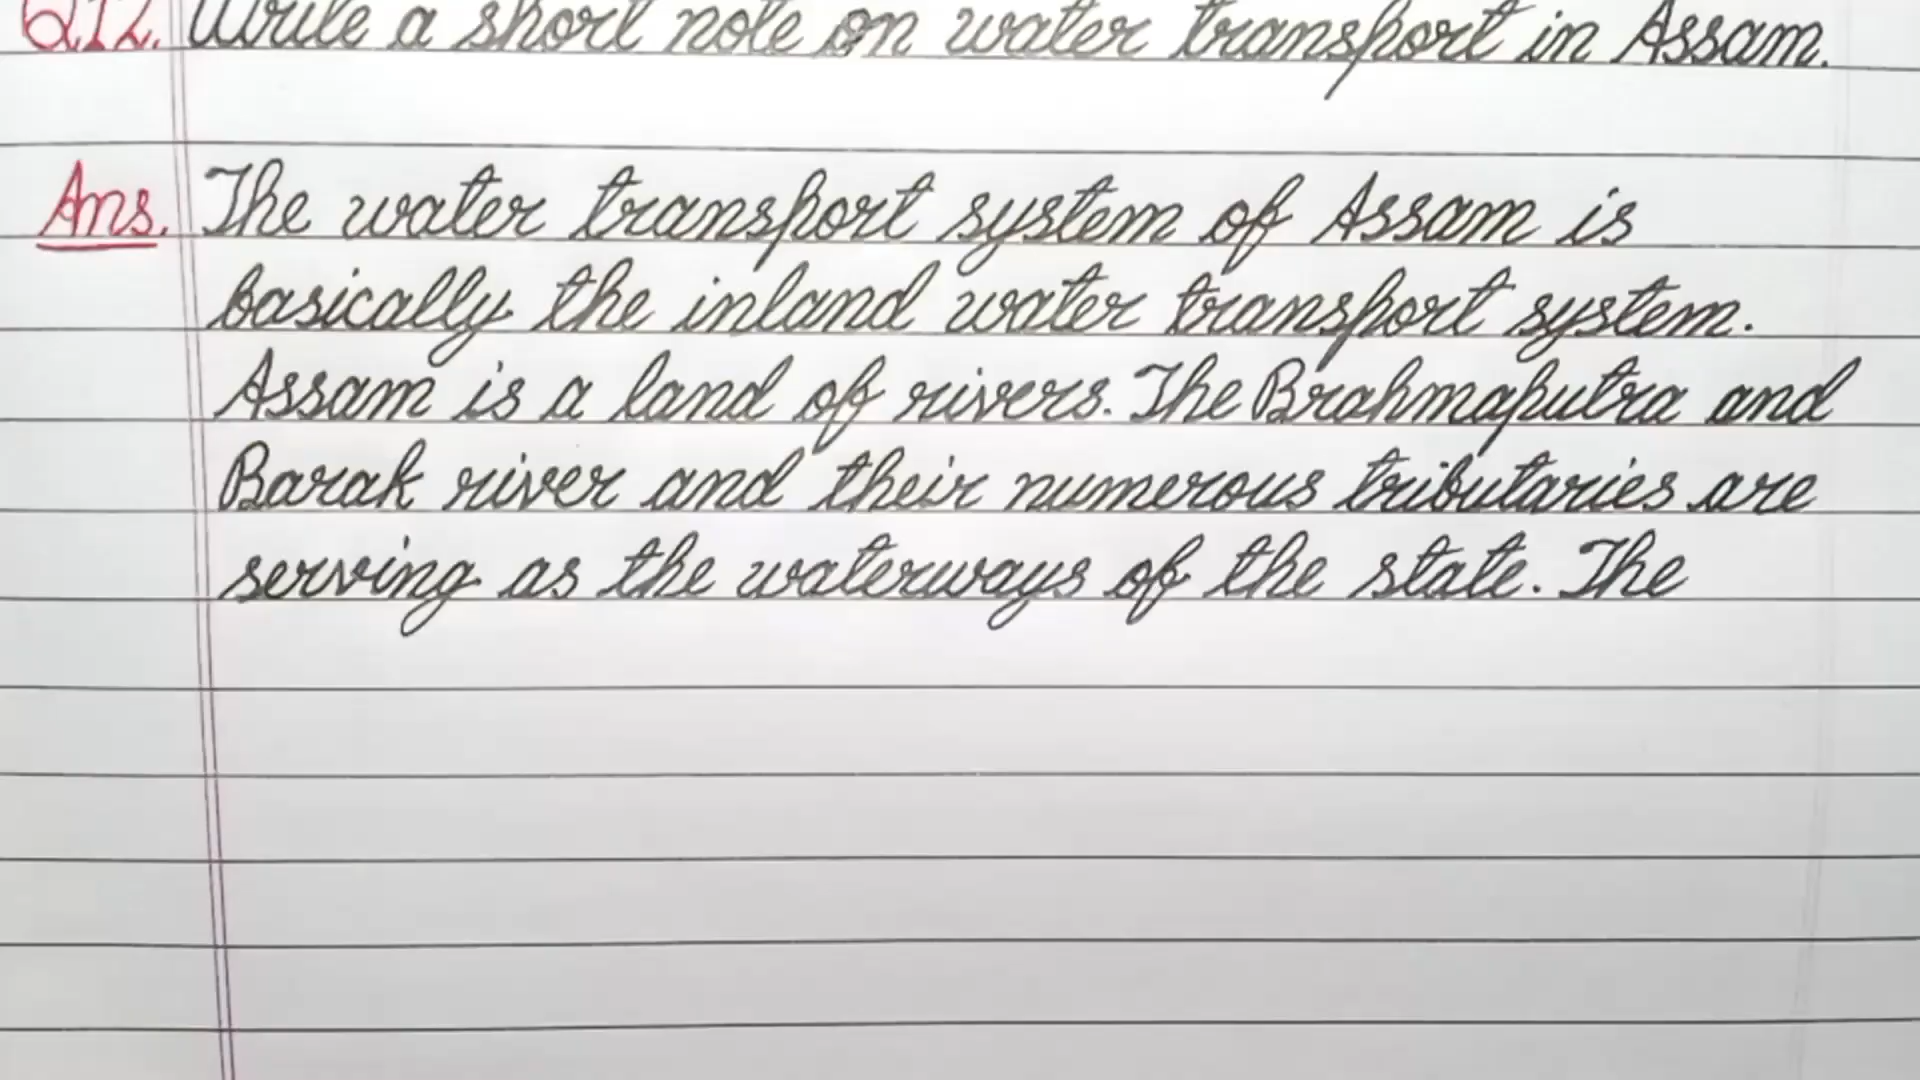 Q12. Write a short note on water transport in Assam.
Ans. The water transport system of Assam is
basically the inland water transport system.
Assam is a land of rivers. The Brahmaputra and
Barak river and their numerous tributaries are
serving as the waterways of the state. The